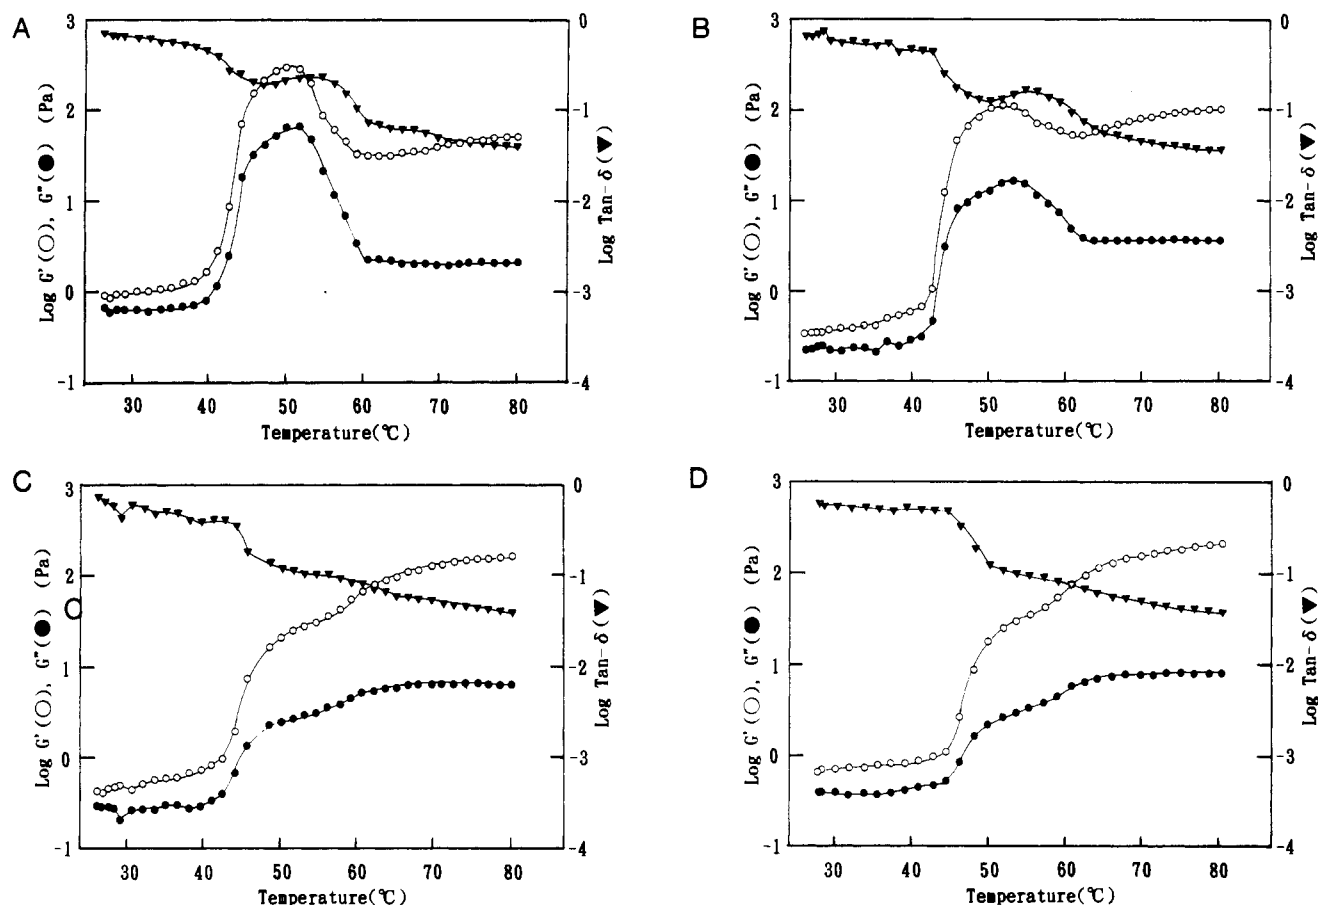 A
3
2
1
0
-1
0
-1
-2
-3
-4
30 40 50 60 70 80
Temperature(℃)
Log G'(○), G"(●) (Pa)
Log Tan-δ(▼)
B
3
2
1
0
-1
0
-1
-2
-3
-4
30 40 50 60 70 80
Temperature(℃)
Log G'(○), G"(●) (Pa)
Log Tan-δ(▼)
C
3
2
1
0
-1
0
-1
-2
-3
-4
30 40 50 60 70 80
Temperature(℃)
Log G'(○), G"(●) (Pa)
C
Log Tan-δ(▼)
D
3
2
1
0
-1
0
-1
-2
-3
-4
30 40 50 60 70 80
Temperature(℃)
Log G'(○), G"(●) (Pa)
Log Tan-δ(▼)